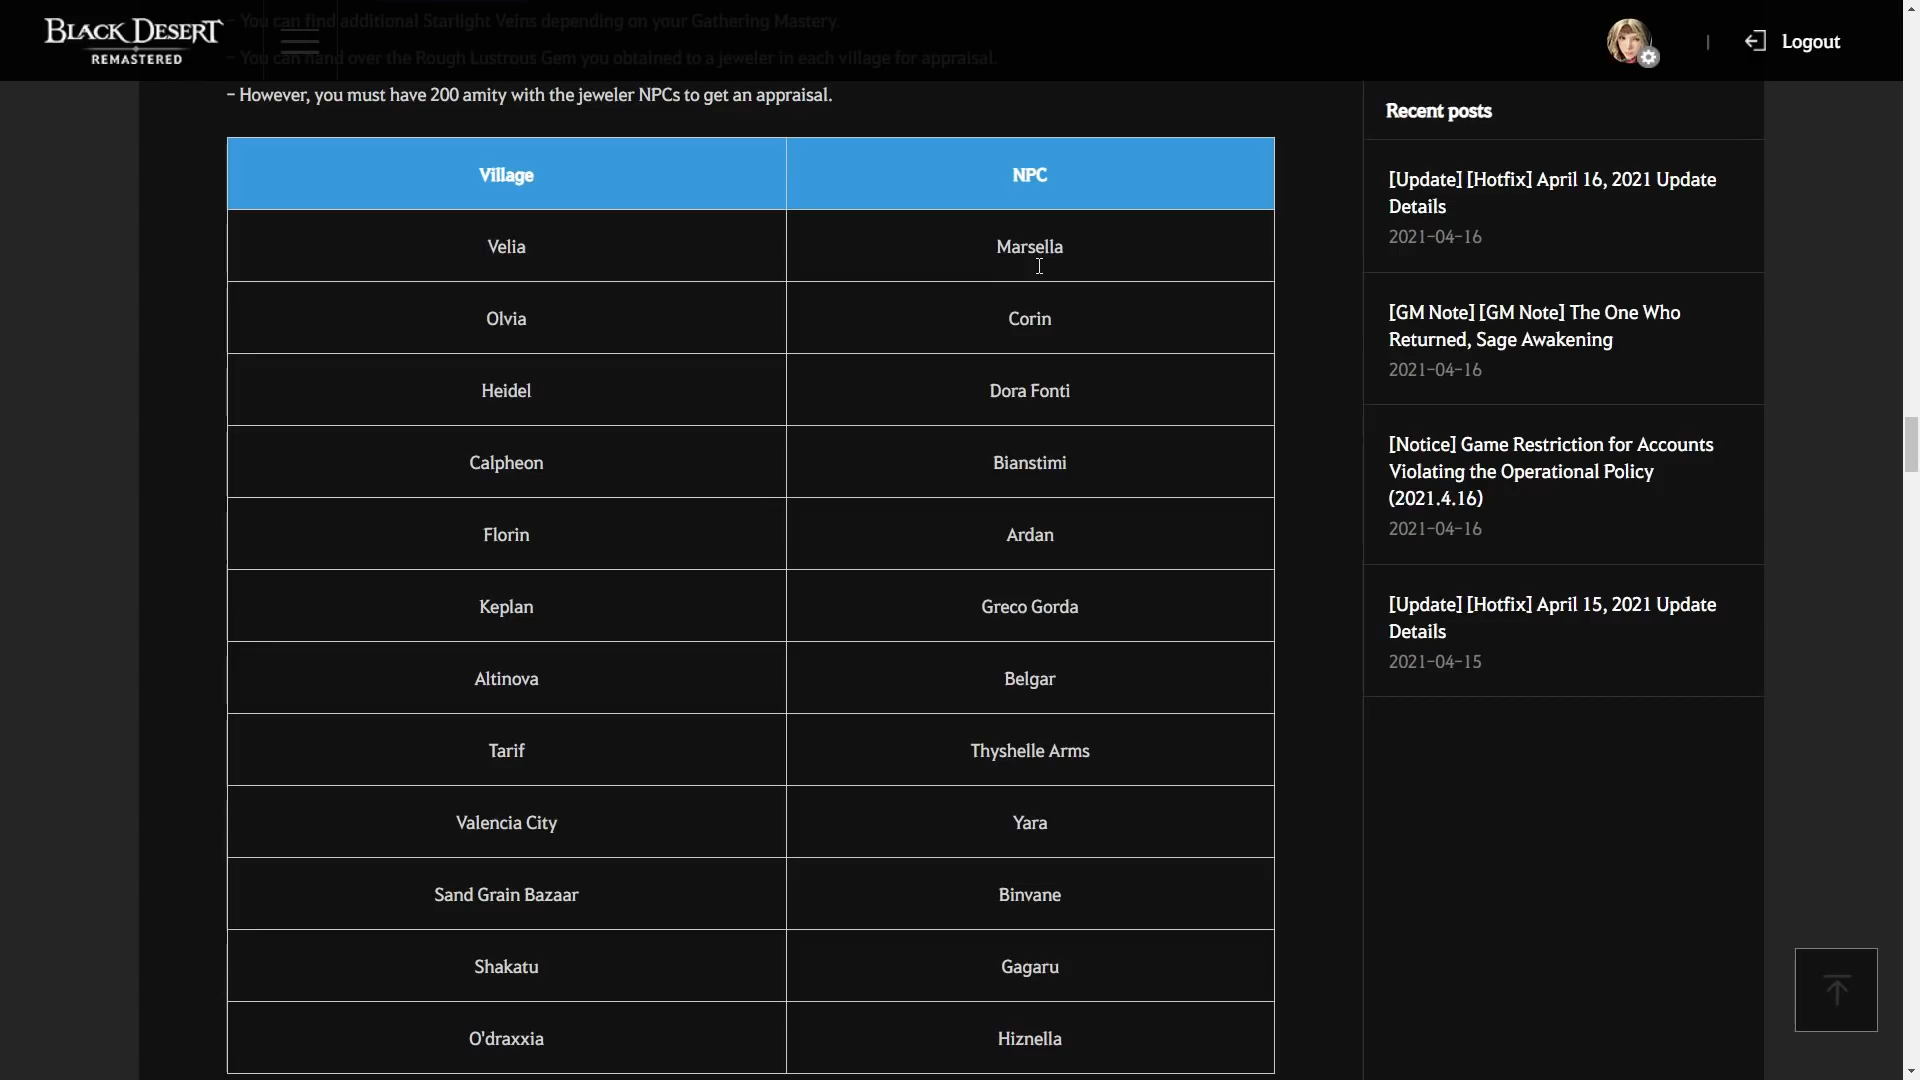 BLACK DESERT
REMASTERED
- You can find additional Starlight Veins depending on your Gathering Mastery.
- You can hand over the Rough Lustrous Gem you obtained to a jeweler in each village for appraisal.
Logout
- However, you must have 200 amity with the jeweler NPCs to get an appraisal.
Village NPC
Velia Marsella
Olvia Corin
Heidel Dora Fonti
Calpheon Bianstimi
Florin Ardan
Keplan Greco Gorda
Altinova Belgar
Tarif Thyshelle Arms
Valencia City Yara
Sand Grain Bazaar Binvane
Shakatu Gagaru
O'draxxia Hiznella
Recent posts
[Update] [Hotfix] April 16, 2021 Update
Details
2021-04-16
[GM Note] [GM Note] The One Who
Returned, Sage Awakening
2021-04-16
[Notice] Game Restriction for Accounts
Violating the Operational Policy
(2021.4.16)
2021-04-16
[Update] [Hotfix] April 15, 2021 Update
Details
2021-04-15